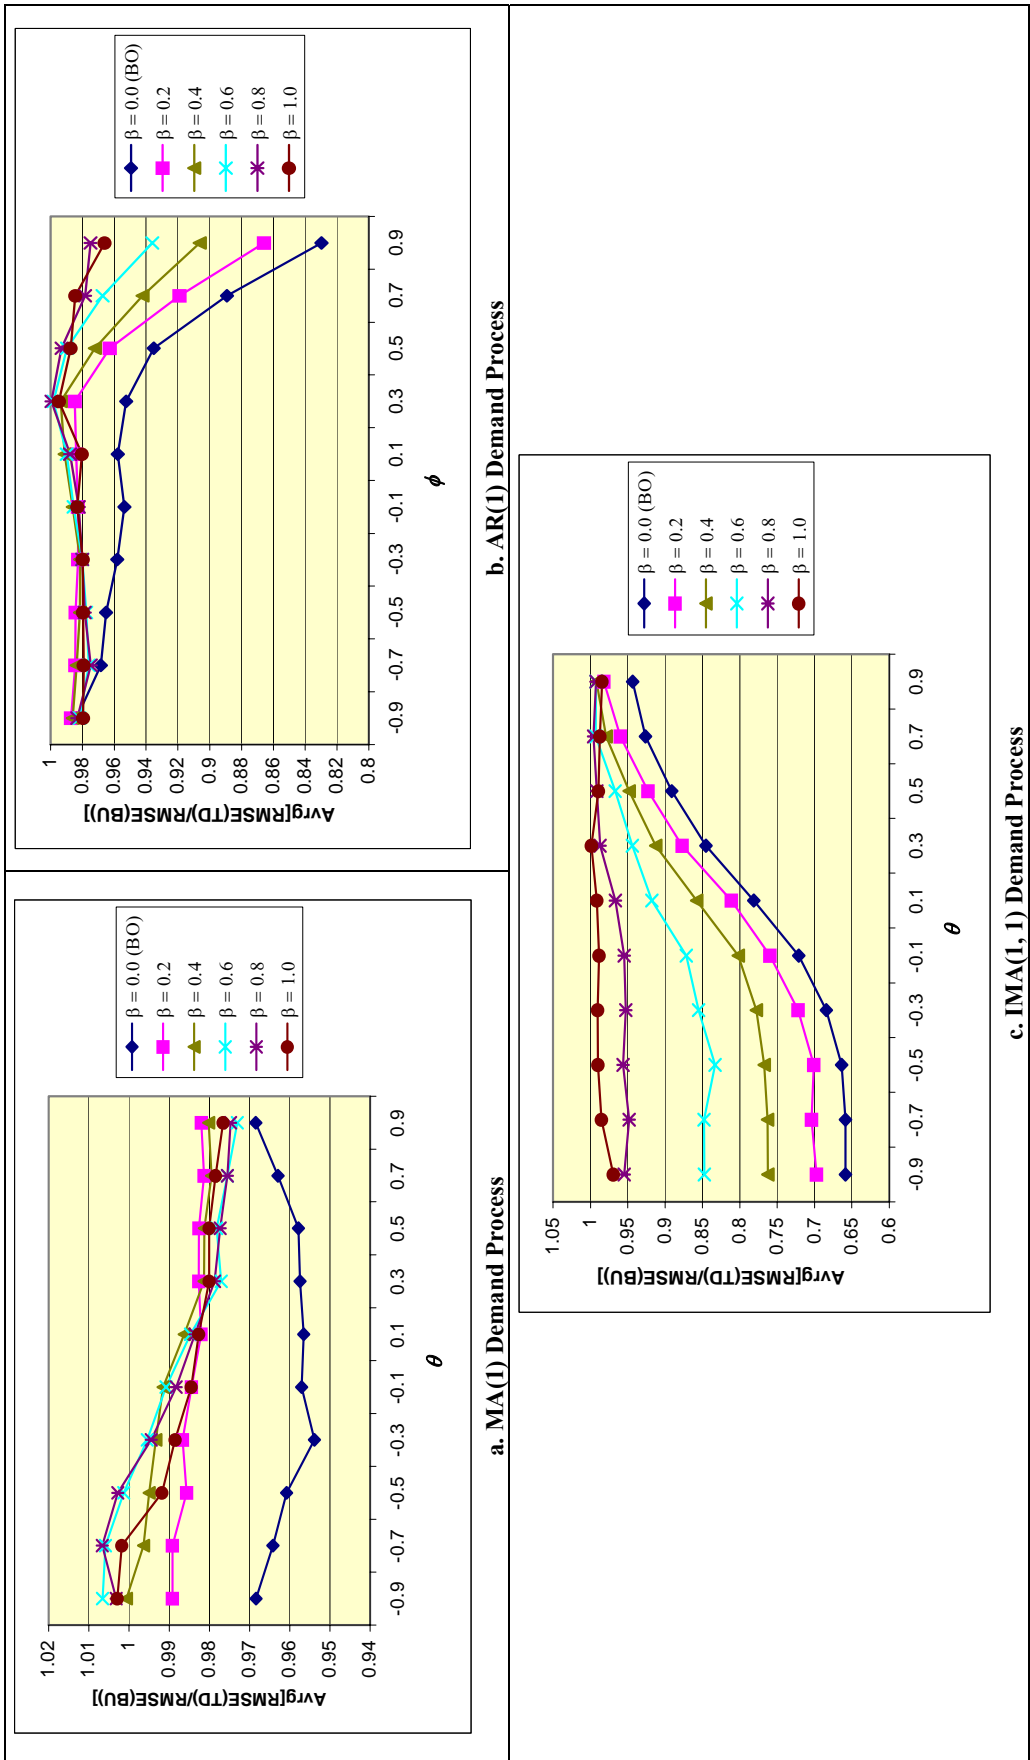 1.02
1.01
1
0.99
0.98
0.97
0.96
0.95
0.94
Avrg[RMSE(TD)/RMSE(BU)]
-0.9 -0.7 -0.5 -0.3 -0.1 0.1 0.3 0.5 0.7 0.9
θ
β = 0.0 (BO)
β = 0.2
β = 0.4
β = 0.6
β = 0.8
β = 1.0
a. MA(1) Demand Process
1
0.98
0.96
0.94
0.92
0.9
0.88
0.86
0.84
0.82
0.8
Avrg[RMSE(TD)/RMSE(BU)]
-0.9 -0.7 -0.5 -0.3 -0.1 0.1 0.3 0.5 0.7 0.9
ϕ
β = 0.0 (BO)
β = 0.2
β = 0.4
β = 0.6
β = 0.8
β = 1.0
b. AR(1) Demand Process
1.05
1
0.95
0.9
0.85
0.8
0.75
0.7
0.65
0.6
Avrg[RMSE(TD)/RMSE(BU)]
-0.9 -0.7 -0.5 -0.3 -0.1 0.1 0.3 0.5 0.7 0.9
θ
β = 0.0 (BO)
β = 0.2
β = 0.4
β = 0.6
β = 0.8
β = 1.0
c. IMA(1, 1) Demand Process